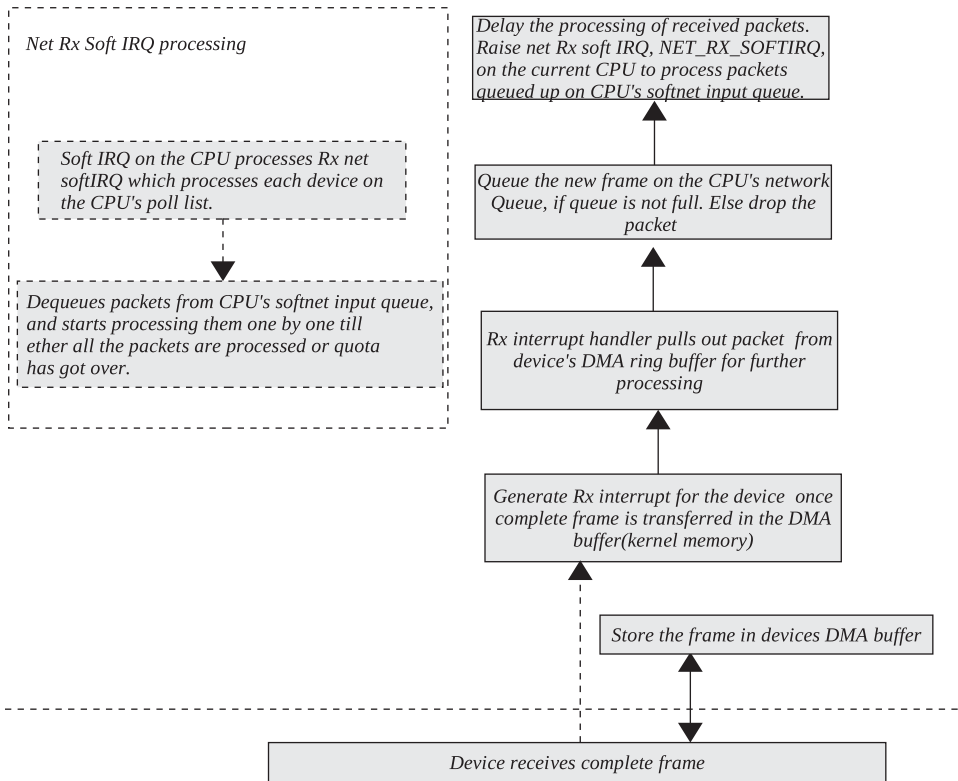 Net Rx Soft IRQ processing
Soft IRQ on the CPU processes Rx net
softIRQ which processes each device on
the CPU's poll list.
Dequeues packets from CPU's softnet input queue,
and starts processing them one by one till
ether all the packets are processed or quota
has got over.
Delay the processing of received packets.
Raise net Rx soft IRQ, NET_RX_SOFTIRQ,
on the current CPU to process packets
queued up on CPU's softnet input queue.
Queue the new frame on the CPU's network
Queue, if queue is not full. Else drop the
packet
Rx interrupt handler pulls out packet from
device's DMA ring buffer for further
processing
Generate Rx interrupt for the device once
complete frame is transferred in the DMA
buffer(kernel memory)
Store the frame in devices DMA buffer
Device receives complete frame